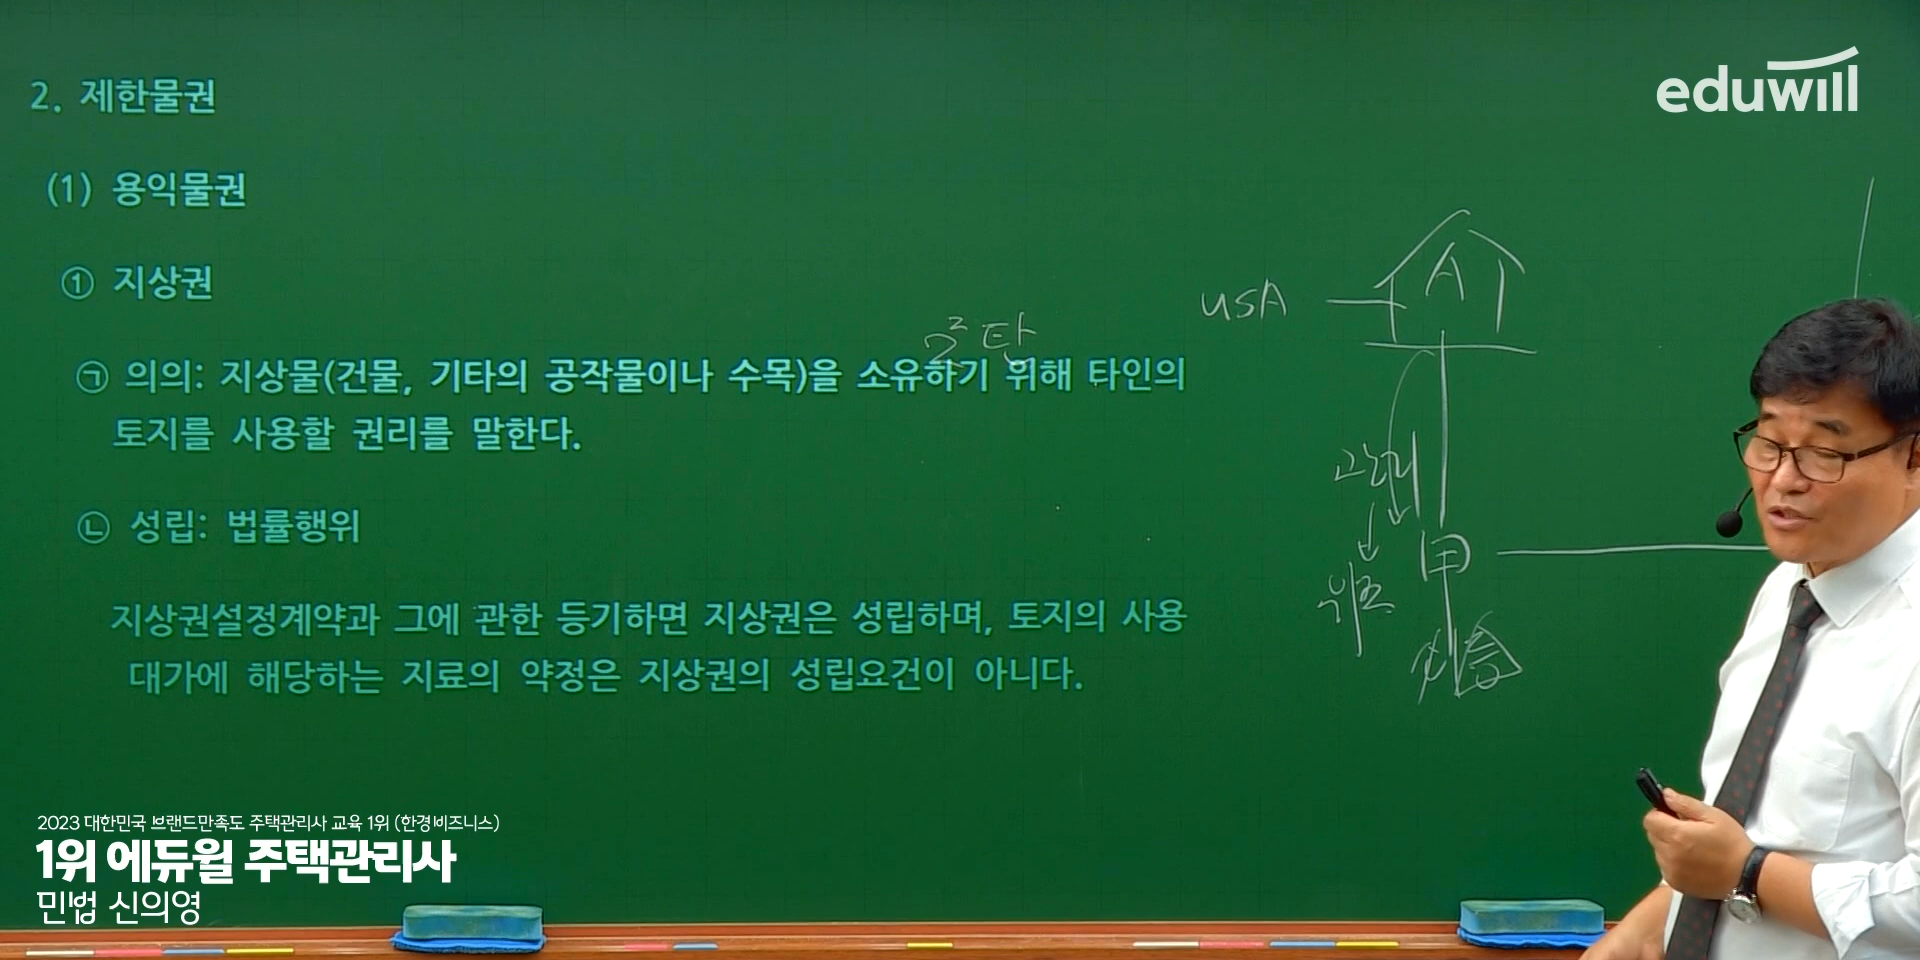 eduwill
2. 제한물권
(1) 용익물권
① 지상권
USA
A
㉠ 의의: 지상물(건물, 기타의 공작물이나 수목)을 소유하기 위해 타인의
토지를 사용할 권리를 말한다.
관리
㉡ 성립: 법률행위
甲
위조
지상권설정계약과 그에 관한 등기하면 지상권은 성립하며, 토지의 사용
대가에 해당하는 지료의 약정은 지상권의 성립요건이 아니다.
2023 대한민국 브랜드만족도 주택관리사 교육 1위 (한경비즈니스)
1위 에듀윌 주택관리사
민법 신의영